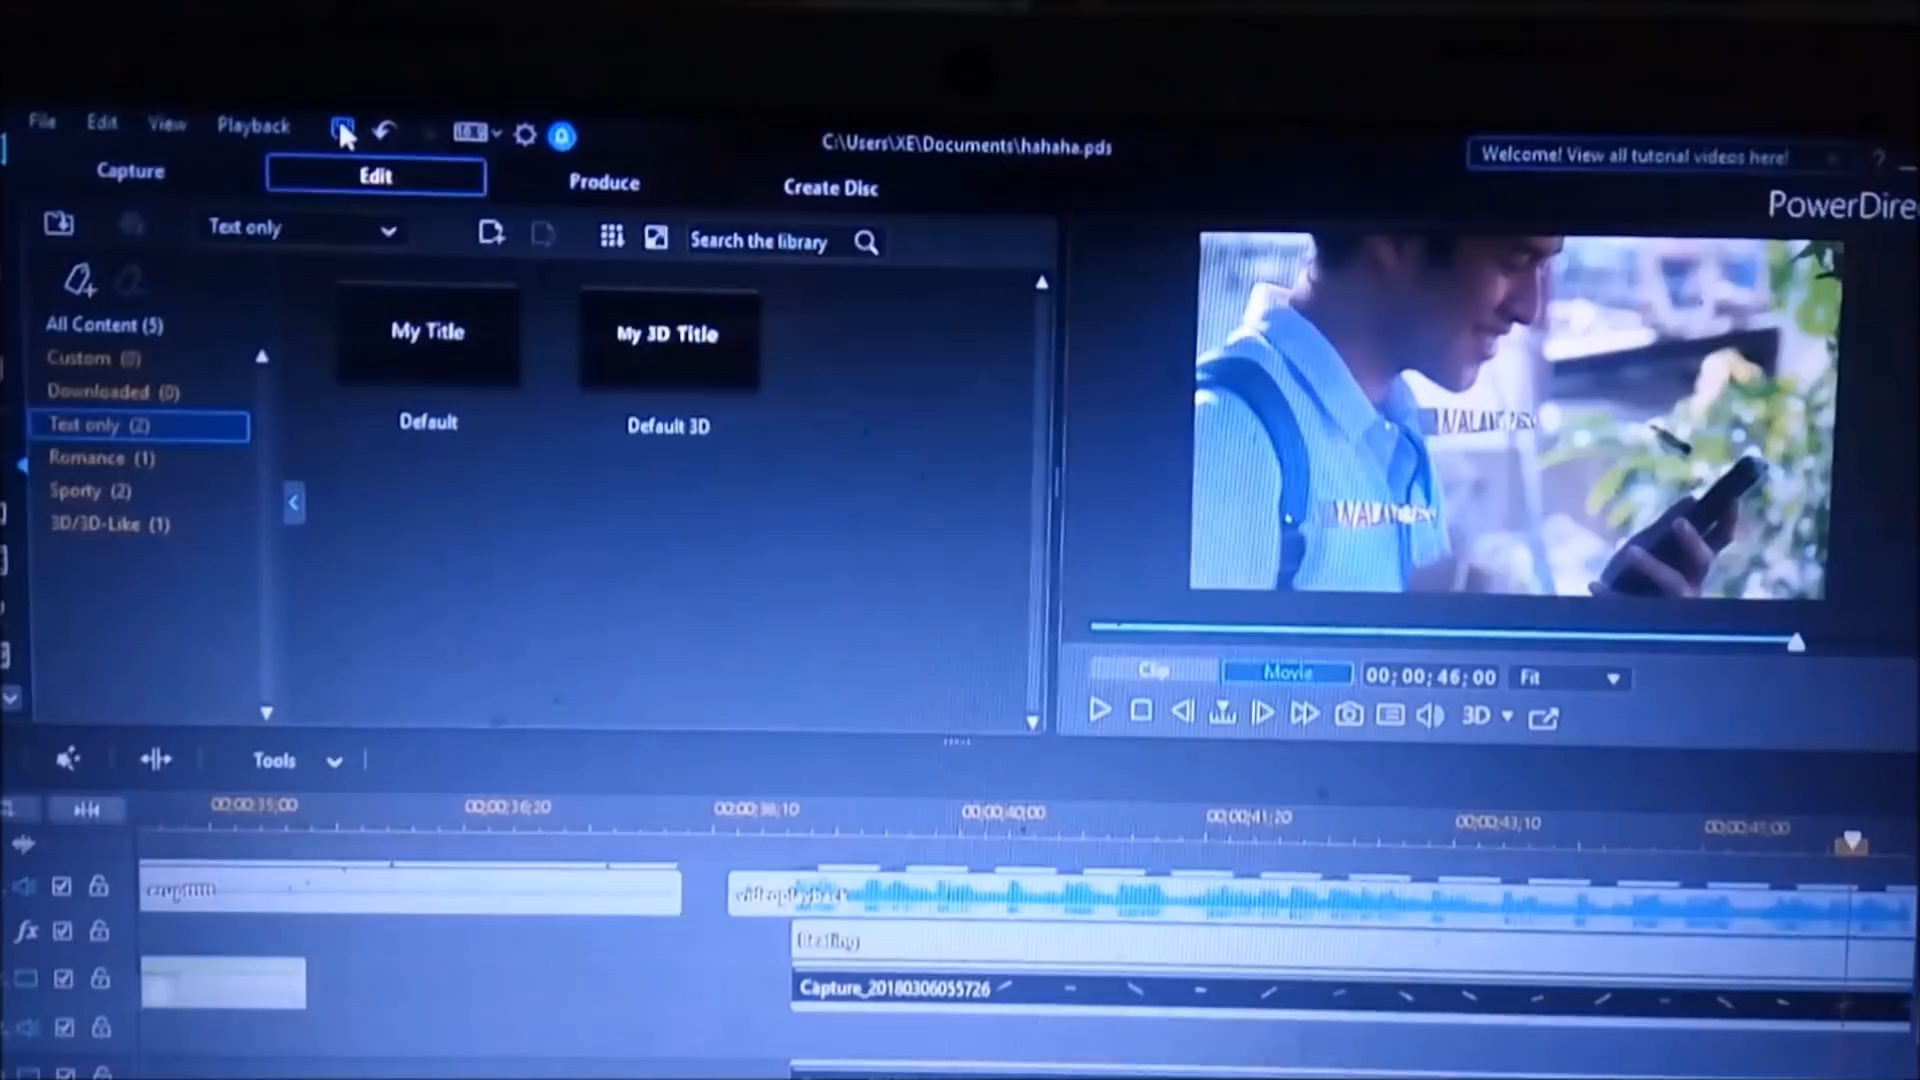 File Edit View Playback
C:\Users\XE\Documents\hahaha.pds
Welcome! View all tutorial videos here!
?
Capture Edit Produce Create Disc
PowerDire
Text only
Search the library
All Content (5)
Custom (0)
Downloaded (0)
Text only (2)
Romance (1)
Sporty (2)
3D/3D-Like (1)
My Title
Default
My 3D Title
Default 3D
Clip Movie 00;00;46;00 Fit
3D
Tools
00;00;35;00 00;00;36;20 00;00;38;10 00;00;40;00 00;00;41;20 00;00;43;10 00;00;45;00
videoplayback
fx
Capture_20180306055726